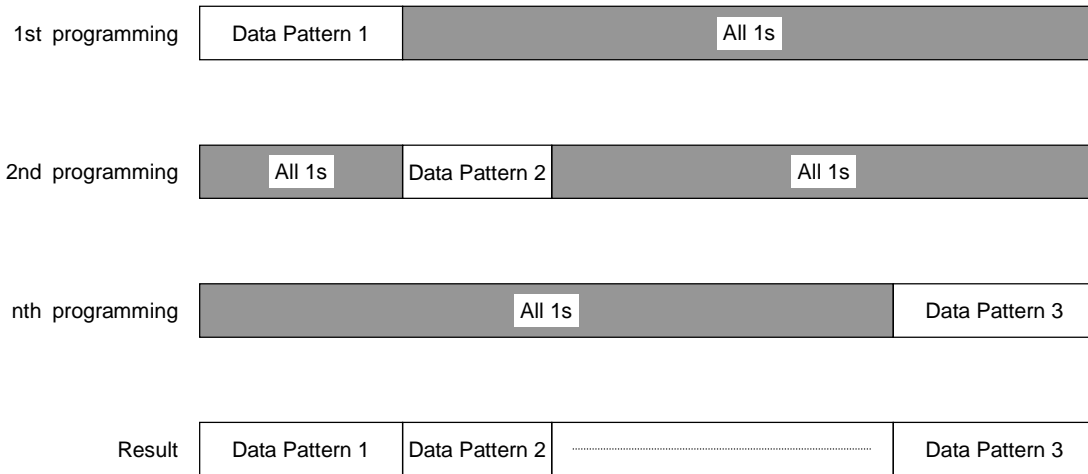 1st programming Data Pattern 1 All 1s
2nd programming All 1s Data Pattern 2 All 1s
nth programming All 1s Data Pattern 3
Result Data Pattern 1 Data Pattern 2 Data Pattern 3